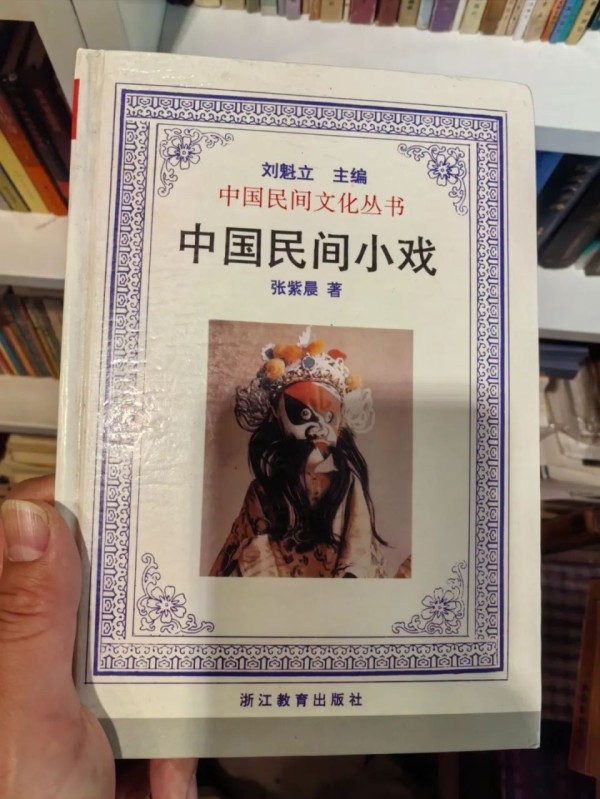 刘魁立 主编
中国民间文化丛书
中国民间小戏
张紫晨 著
浙江教育出版社